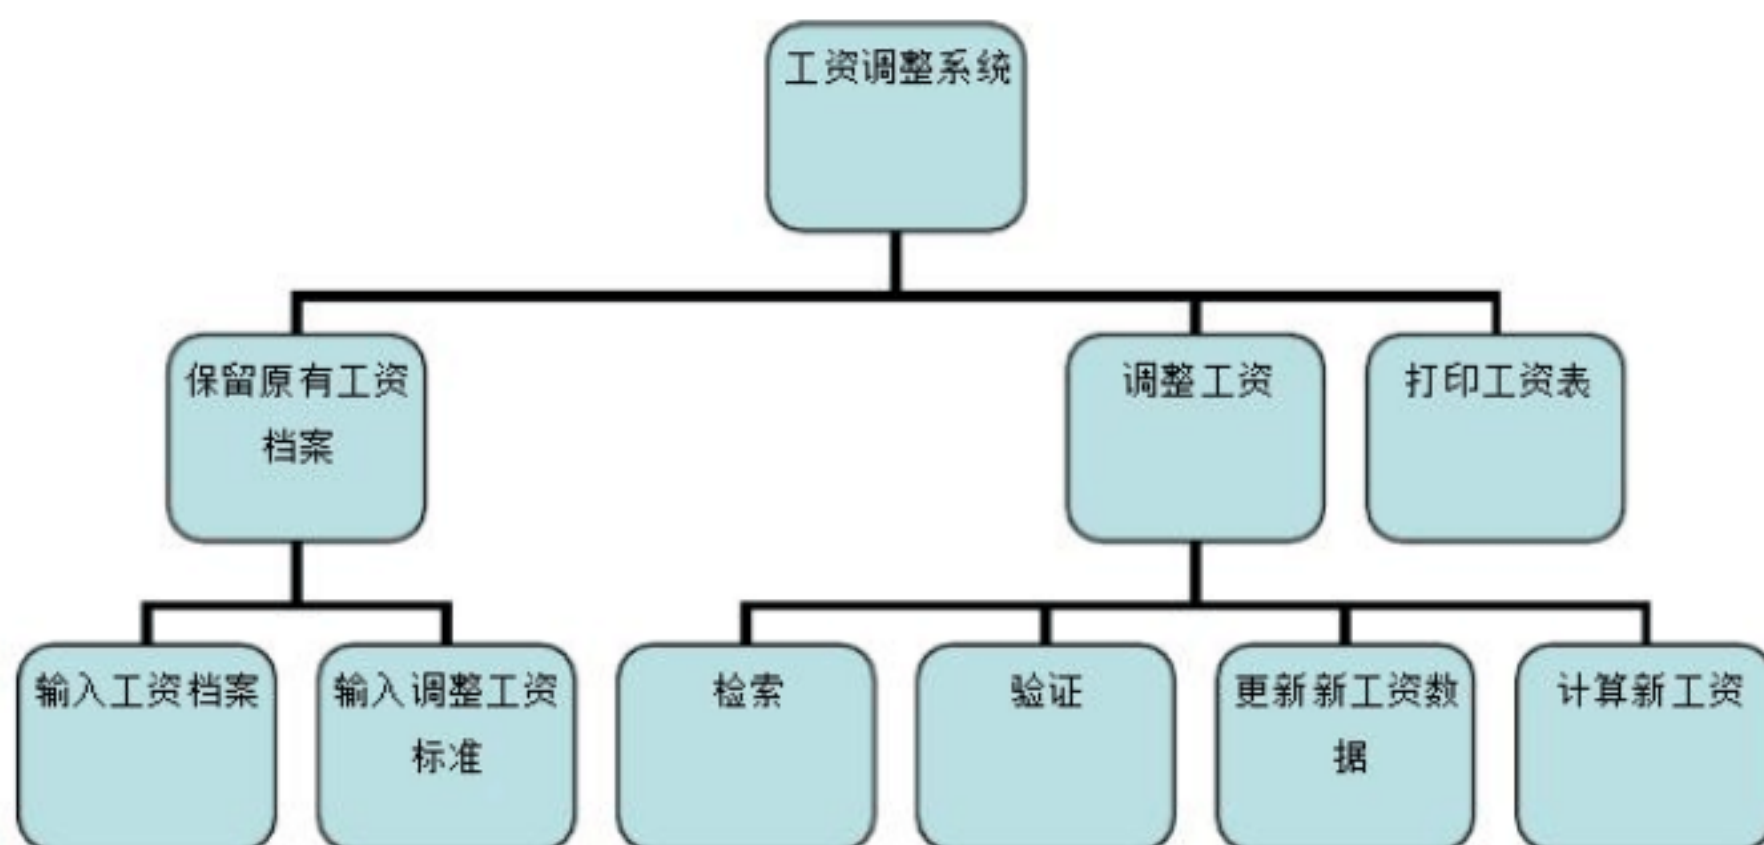 工资调整系统
保留原有工资
档案
调整工资
打印工资表
输入工资档案
输入调整工资
标准
检索
验证
更新新工资数
据
计算新工资